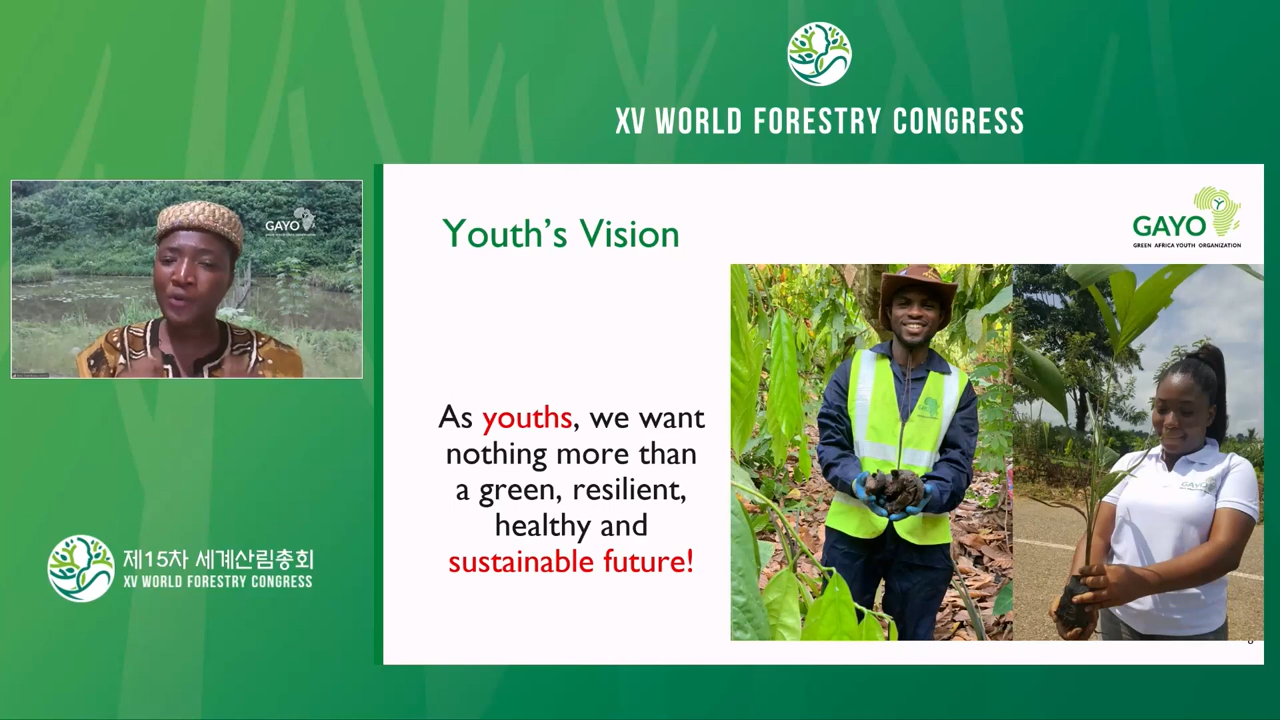 XV WORLD FORESTRY CONGRESS
GAYO
Youth's Vision
GAYO
GREEN AFRICA YOUTH ORGANIZATION
As youths, we want
nothing more than
a green, resilient,
healthy and
sustainable future!
GAYO
제15차 세계산림총회
XV WORLD FORESTRY CONGRESS